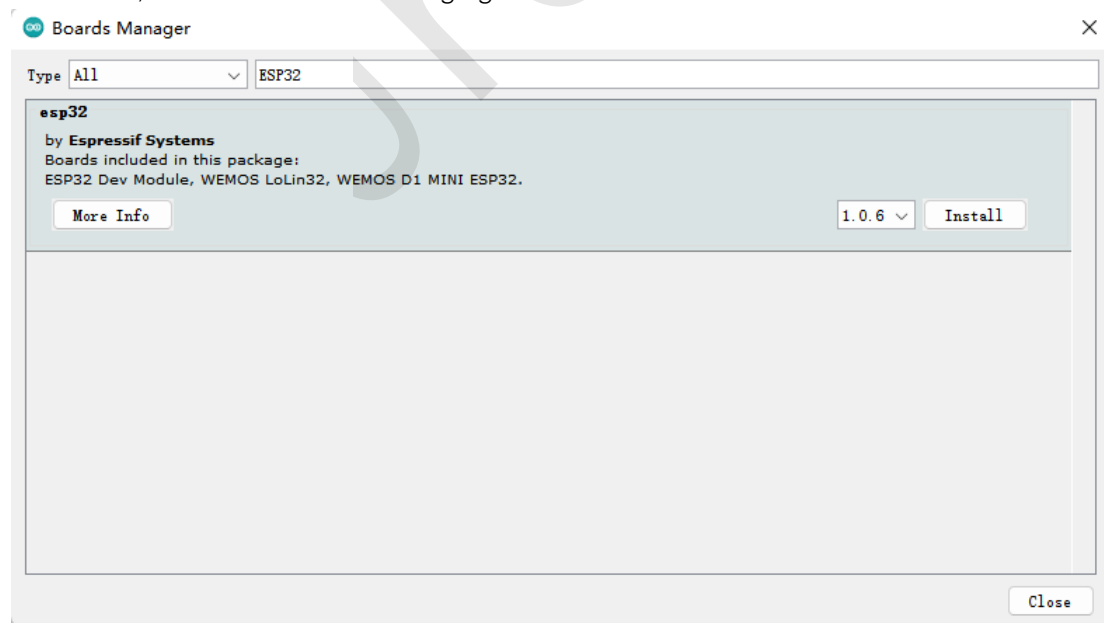 Boards Manager
Type All ESP32
esp32
by Espressif Systems
Boards included in this package:
ESP32 Dev Module, WEMOS LoLin32, WEMOS D1 MINI ESP32.
More Info 1.0.6 Install
Close